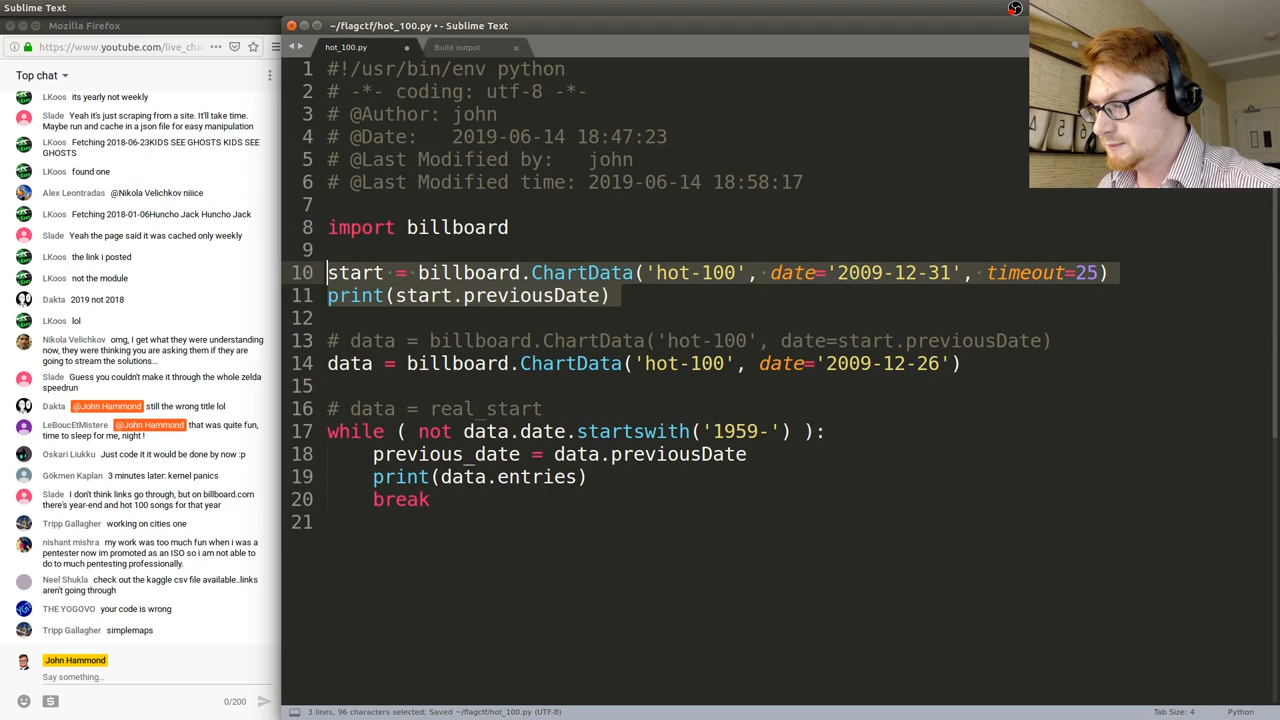 Sublime Text
Mozilla Firefox
https://www.youtube.com/live_cha
Top chat
LKoos its yearly not weekly
Slade Yeah it's just scraping from a site. It'll take time.
Maybe run and cache in a json file for easy manipulation
LKoos Fetching 2018-06-23KIDS SEE GHOSTS KIDS SEE
GHOSTS
LKoos found one
Alex Leontradas @Nikola Velichkov niiice
LKoos Fetching 2018-01-06Huncho Jack Huncho Jack
Slade Yeah the page said it was cached only weekly
LKoos the link i posted
LKoos not the module
Dakta 2019 not 2018
LKoos lol
Nikola Velichkov omg, I get what they were understanding
now, they were thinking you are asking them if they are
going to stream the solutions...
Slade Guess you couldn't make it through the whole zelda
speedrun
Dakta @John Hammond still the wrong title lol
LeBoucEtMistere @John Hammond that was quite fun,
time to sleep for me, night !
Oskari Liukku Just code it it would be done by now :p
Gökmen Kaplan 3 minutes later: kernel panics
Slade I don't think links go through, but on billboard.com
there's year-end and hot 100 songs for that year
Tripp Gallagher working on cities one
nishant mishra my work was too much fun when i was a
pentester now im promoted as an ISO so i am not able to
do to much pentesting professionally.
Neel Shukla check out the kaggle csv file available..links
aren't going through
THE YOGOVO your code is wrong
Tripp Gallagher simplemaps
John Hammond
Say something...
0/200
~/flagctf/hot_100.py • - Sublime Text
hot_100.py
Build output
1 #!/usr/bin/env python
2 # -*- coding: utf-8 -*-
3 # @Author: john
4 # @Date:   2019-06-14 18:47:23
5 # @Last Modified by:   john
6 # @Last Modified time: 2019-06-14 18:58:17
7
8 import billboard
9
10 start = billboard.ChartData('hot-100', date='2009-12-31', timeout=25)
11 print(start.previousDate)
12
13 # data = billboard.ChartData('hot-100', date=start.previousDate)
14 data = billboard.ChartData('hot-100', date='2009-12-26')
15
16 # data = real_start
17 while ( not data.date.startswith('1959-') ):
18     previous_date = data.previousDate
19     print(data.entries)
20     break
21
3 lines, 96 characters selected; Saved ~/flagctf/hot_100.py (UTF-8)
Tab Size: 4
Python